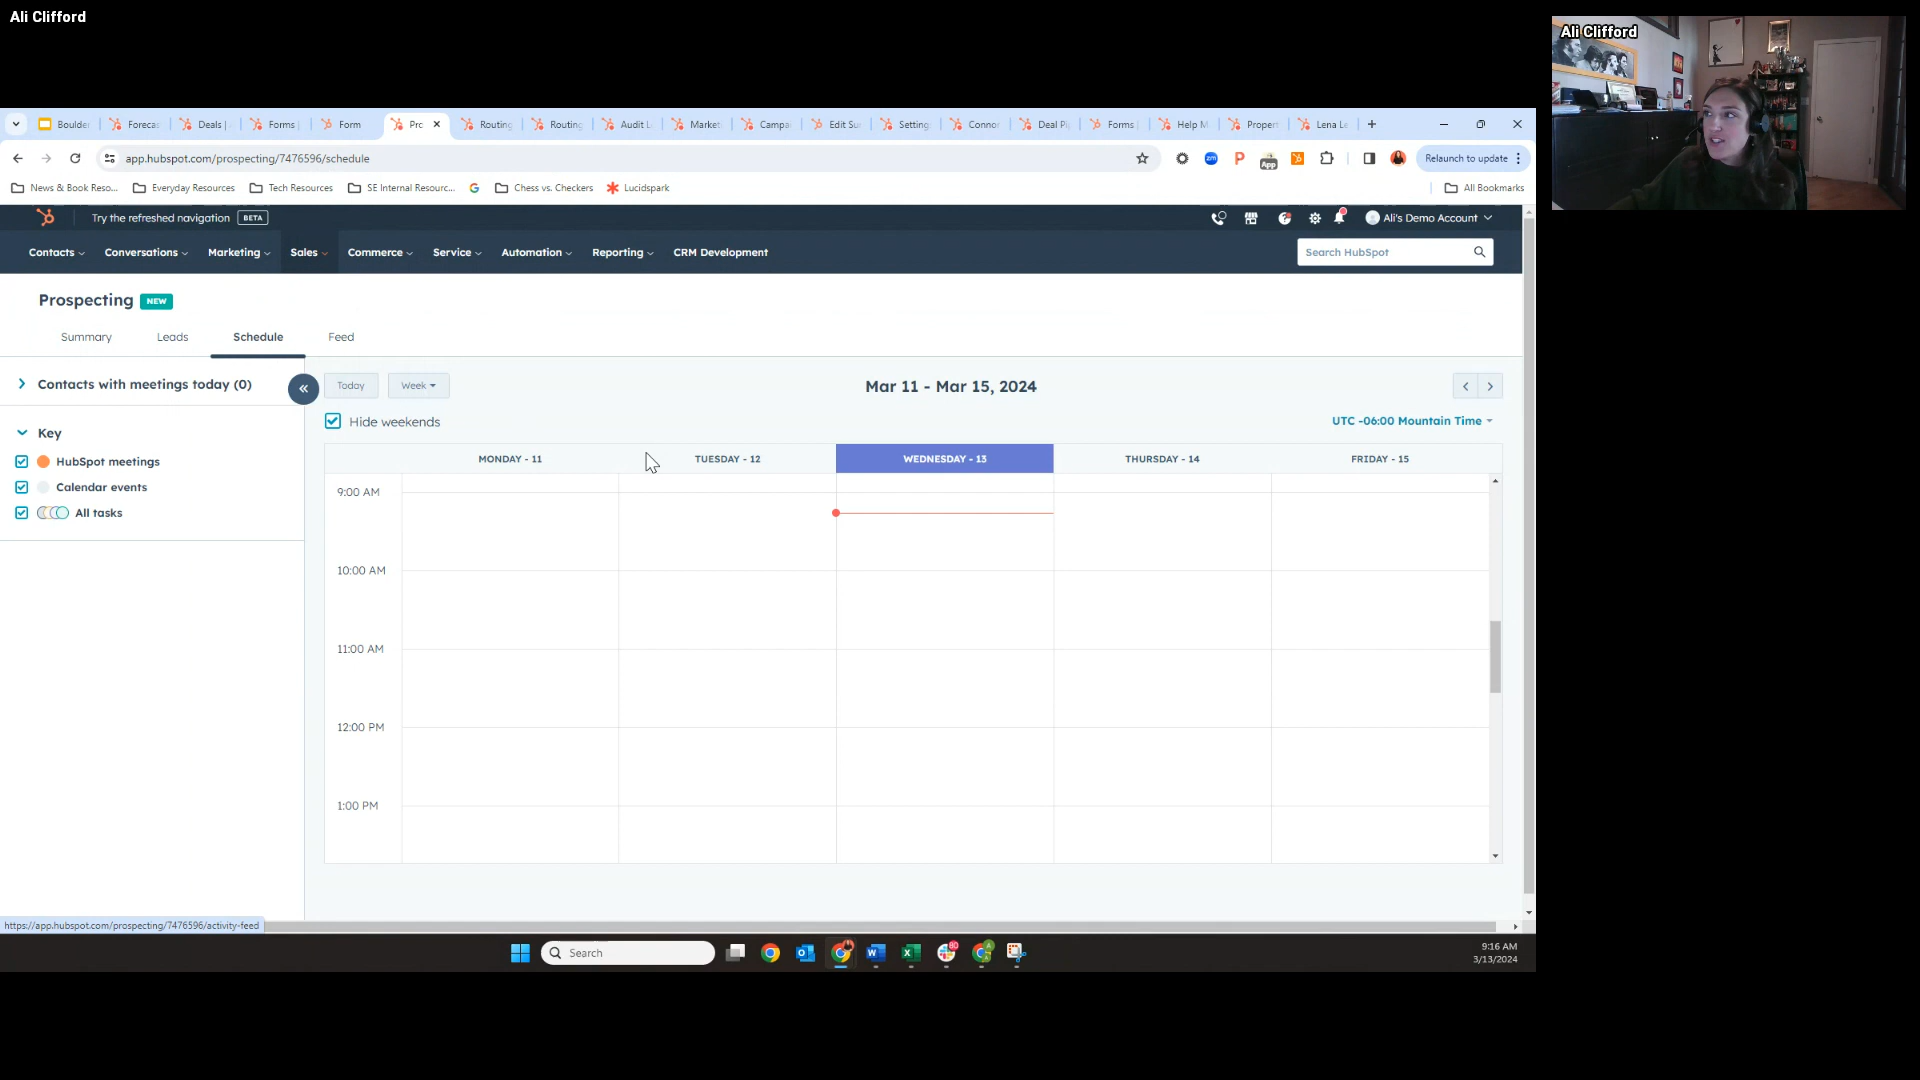 Ali Clifford
Ali Clifford
Boulder
Forecas
Deals |
Forms |
Form
Pro
Routing
Routing
Audit L
Market
Campa
Edit Su
Setting
Connor
Deal Pi
Forms |
Help M
Propert
Lena Le
app.hubspot.com/prospecting/7476596/schedule
App
Relaunch to update
News & Book Reso...
Everyday Resources
Tech Resources
SE Internal Resourc...
Chess vs. Checkers
Lucidspark
All Bookmarks
Try the refreshed navigation BETA
Ali's Demo Account
Contacts
Conversations
Marketing
Sales
Commerce
Service
Automation
Reporting
CRM Development
Search HubSpot
Prospecting NEW
Summary
Leads
Schedule
Feed
Contacts with meetings today (0)
Key
HubSpot meetings
Calendar events
All tasks
Today
Week
Mar 11 - Mar 15, 2024
Hide weekends
UTC -06:00 Mountain Time
MONDAY - 11
TUESDAY - 12
WEDNESDAY - 13
THURSDAY - 14
FRIDAY - 15
9:00 AM
10:00 AM
11:00 AM
12:00 PM
1:00 PM
https://app.hubspot.com/prospecting/7476596/activity-feed
Search
9:16 AM
3/13/2024